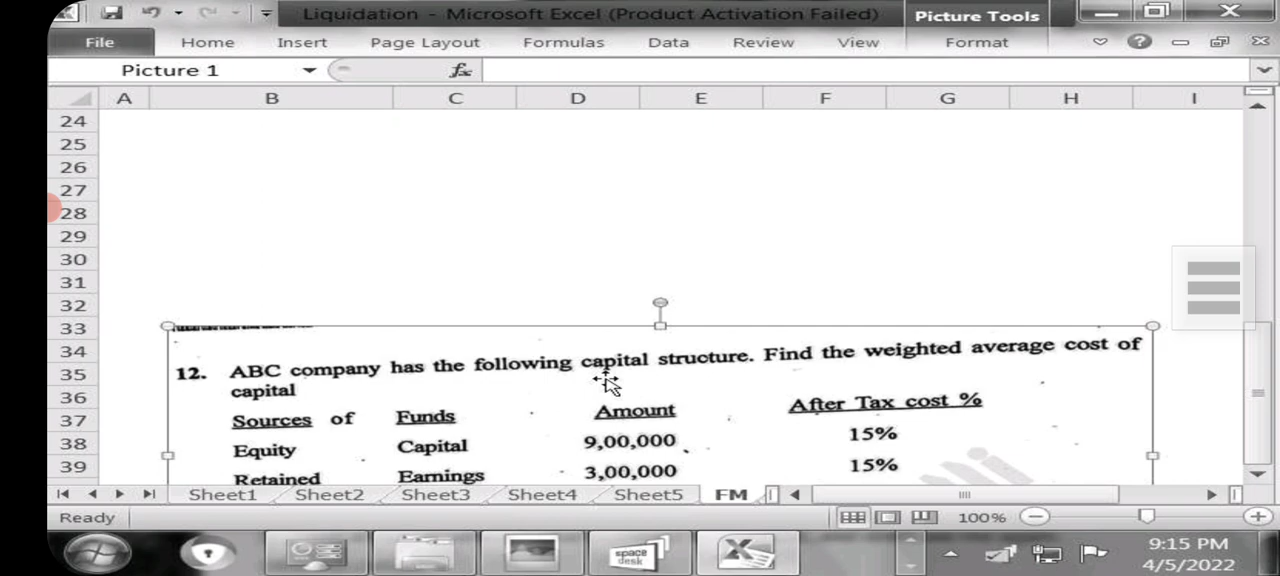 Liquidation - Microsoft Excel (Product Activation Failed)
Picture Tools
File Home Insert Page Layout Formulas Data Review View Format
Picture 1 fx
A B C D E F G H I
24
25
26
27
28
29
30
31
32
33
34
35
36
37
38
39
12. ABC company has the following capital structure. Find the weighted average cost of
capital
Sources of Funds Amount After Tax cost %
Equity Capital 9,00,000 15%
Retained Earnings 3,00,000 15%
Sheet1 Sheet2 Sheet3 Sheet4 Sheet5 FM
Ready 100%
space
desk
9:15 PM
4/5/2022